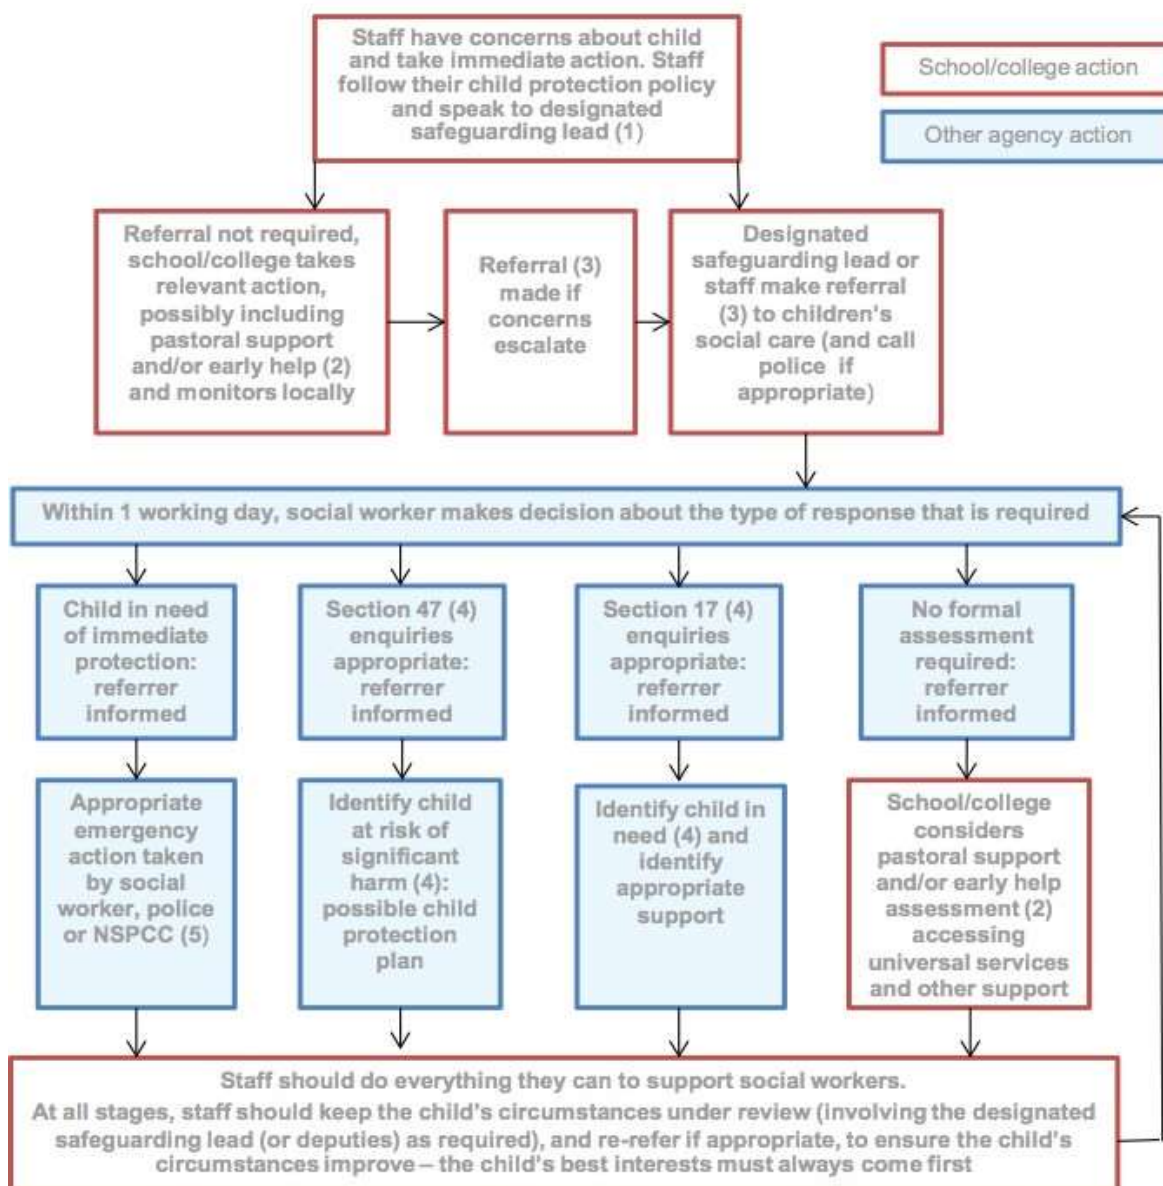 Staff have concerns about child
and take immediate action. Staff
follow their child protection policy
and speak to designated
safeguarding lead (1)
School/college action
Other agency action
Referral not required,
school/college takes
relevant action,
possibly including
pastoral support
and/or early help (2)
and monitors locally
Referral (3)
made if
concerns
escalate
Designated
safeguarding lead or
staff make referral
(3) to children's
social care (and call
police if
appropriate)
Within 1 working day, social worker makes decision about the type of response that is required
Child in need
of immediate
protection:
referrer
informed
Section 47 (4)
enquiries
appropriate:
referrer
informed
Section 17 (4)
enquiries
appropriate:
referrer
informed
No formal
assessment
required:
referrer
informed
Appropriate
emergency
action taken
by social
worker, police
or NSPCC (5)
Identify child
at risk of
significant
harm (4):
possible child
protection
plan
Identify child in
need (4) and
identify
appropriate
support
School/college
considers
pastoral support
and/or early help
assessment (2)
accessing
universal services
and other support
Staff should do everything they can to support social workers.
At all stages, staff should keep the child's circumstances under review (involving the designated
safeguarding lead (or deputies) as required), and re-refer if appropriate, to ensure the child's
circumstances improve – the child's best interests must always come first